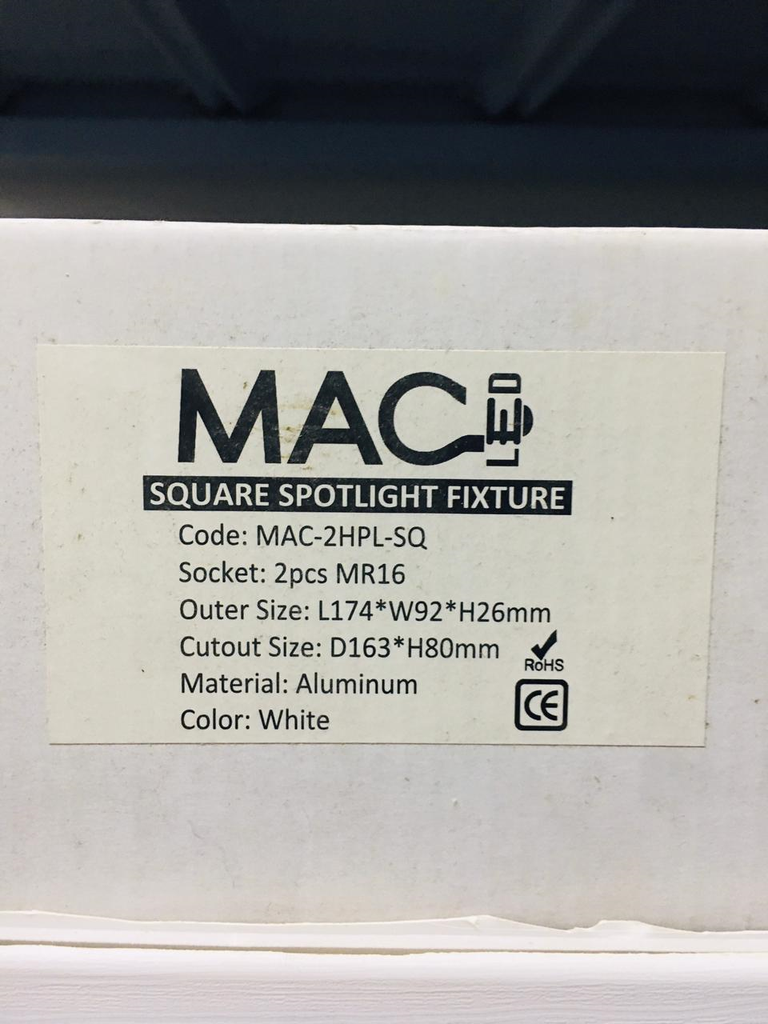 MAC LED
SQUARE SPOTLIGHT FIXTURE
Code: MAC-2HPL-SQ
Socket: 2pcs MR16
Outer Size: L174*W92*H26mm
Cutout Size: D163*H80mm
RoHS
Material: Aluminum
CE
Color: White